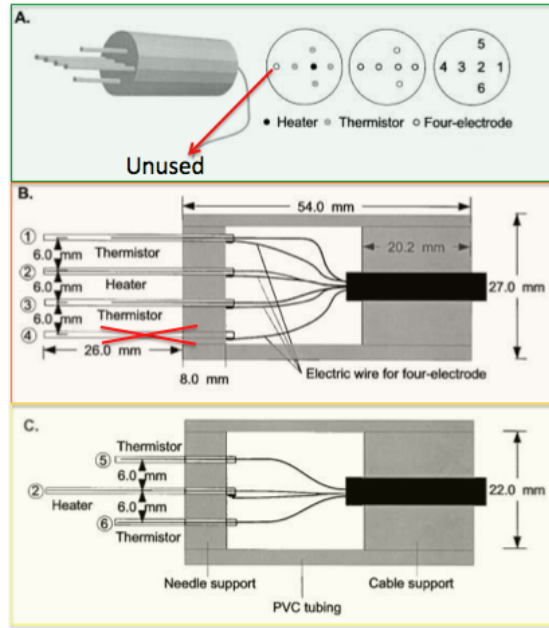 A.
5
4 3 2 1
6
● Heater ● Thermistor ○ Four-electrode
Unused
B.
54.0 mm
① 
Thermistor
20.2 mm
6.0 mm
②
6.0 mm
Heater
27.0 mm
③
6.0 mm
Thermistor
④
26.0 mm
Electric wire for four-electrode
8.0 mm
C.
Thermistor
⑤
6.0 mm
②
22.0 mm
Heater
6.0 mm
⑥
Thermistor
Needle support
Cable support
PVC tubing